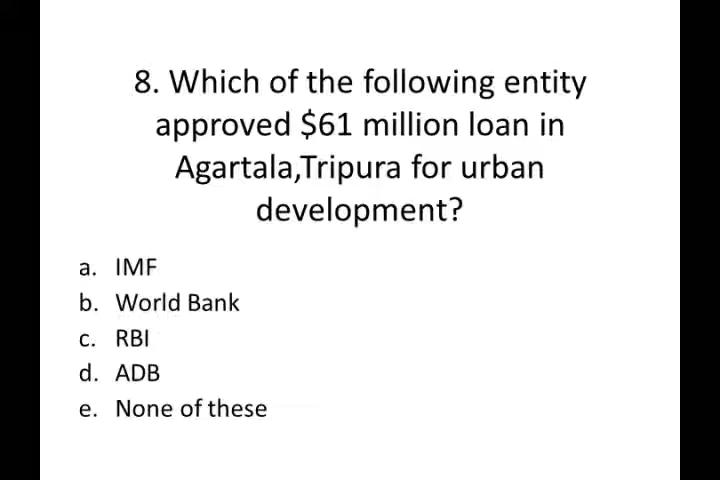 8. Which of the following entity
approved $61 million loan in
Agartala,Tripura for urban
development?
a. IMF
b. World Bank
c. RBI
d. ADB
e. None of these